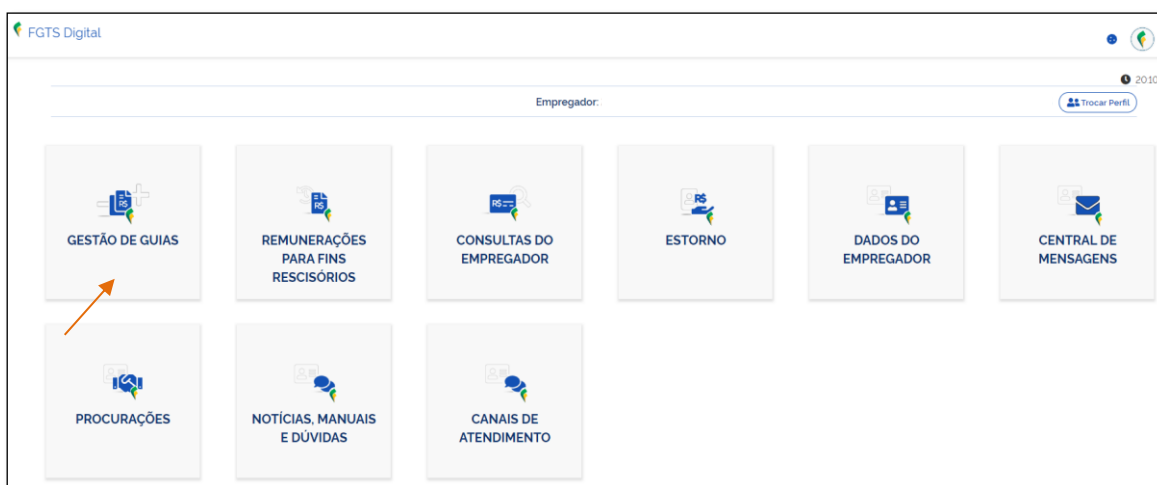 FGTS Digital
2010
Empregador:
Trocar Perfil
GESTÃO DE GUIAS
REMUNERAÇÕES
PARA FINS
RESCISÓRIOS
CONSULTAS DO
EMPREGADOR
ESTORNO
DADOS DO
EMPREGADOR
CENTRAL DE
MENSAGENS
PROCURAÇÕES
NOTÍCIAS, MANUAIS
E DÚVIDAS
CANAIS DE
ATENDIMENTO